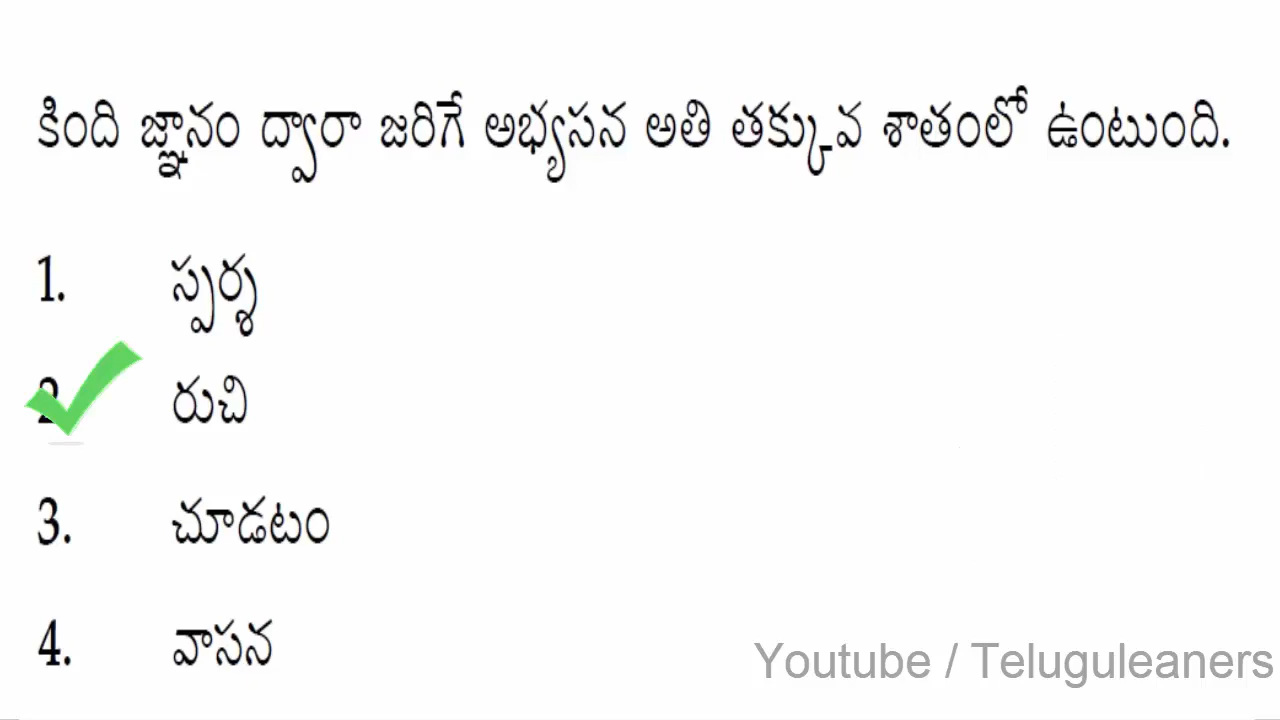 కింది జ్ఞానం ద్వారా జరిగే అభ్యసన అతి తక్కువ శాతంలో ఉంటుంది.
1. స్పర్శ
2. రుచి
3. చూడటం
4. వాసన
Youtube / Teluguleaners